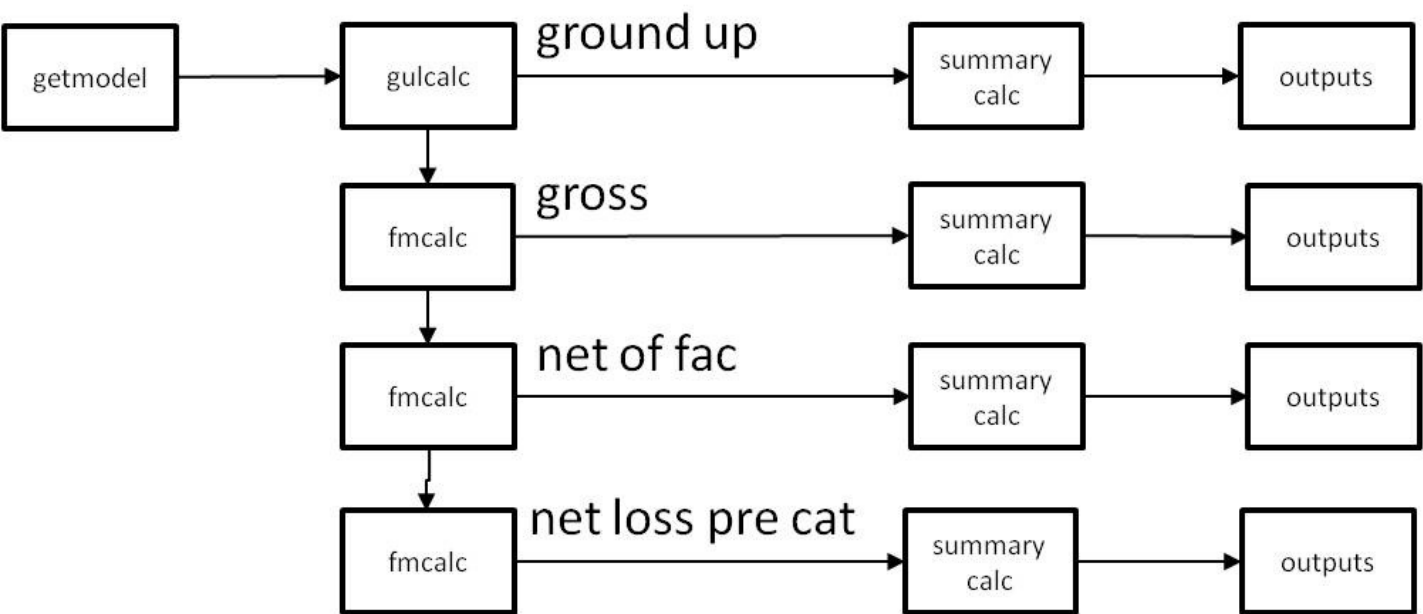 getmodel
gulcalc
ground up
summary
calc
outputs
fmcalc
gross
summary
calc
outputs
fmcalc
net of fac
summary
calc
outputs
fmcalc
net loss pre cat
summary
calc
outputs